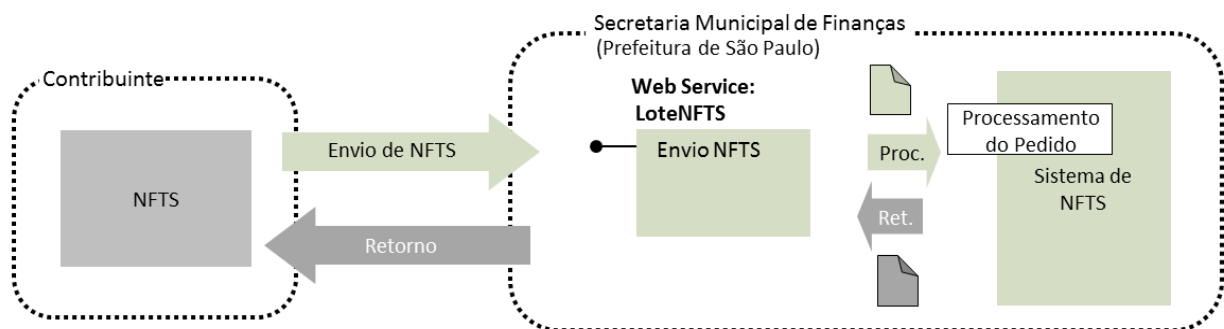 Secretaria Municipal de Finanças
(Prefeitura de São Paulo)
Contribuinte
NFTS
Envio de NFTS
Retorno
Web Service:
LoteNFTS
Envio NFTS
Proc.
Ret.
Processamento
do Pedido
Sistema de
NFTS